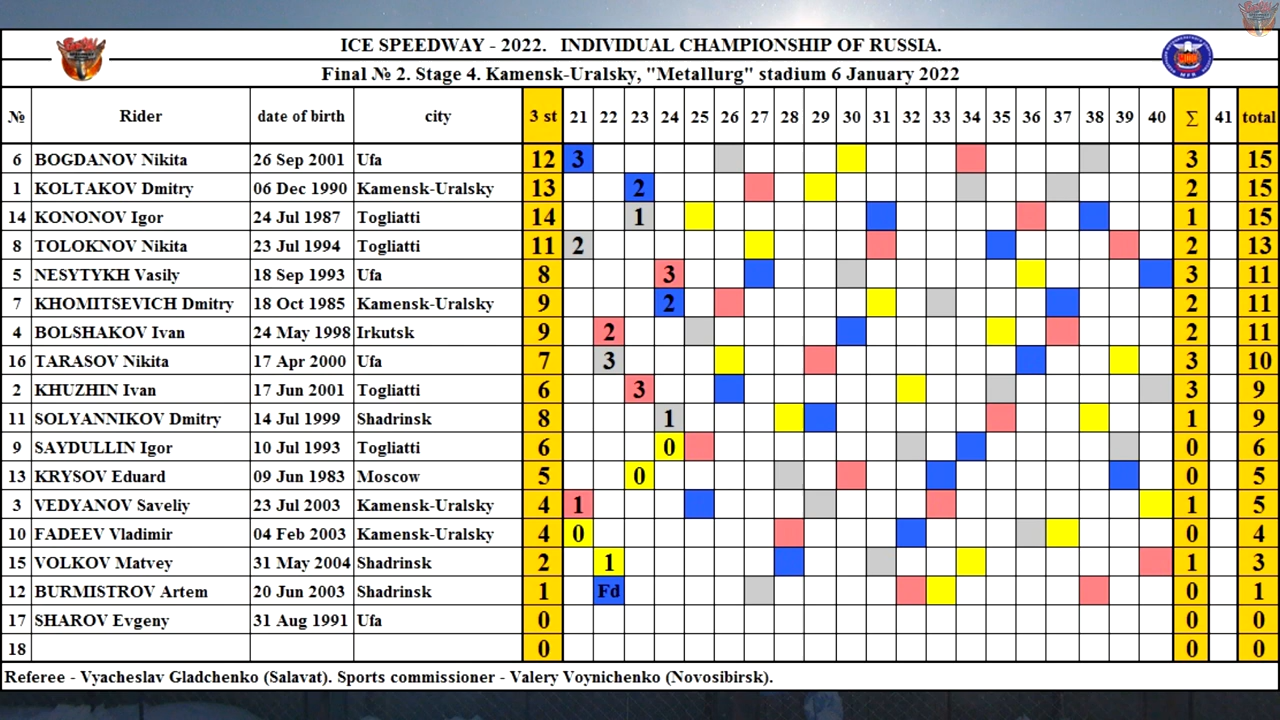 ICE SPEEDWAY - 2022. INDIVIDUAL CHAMPIONSHIP OF RUSSIA.
Final № 2. Stage 4. Kamensk-Uralsky, "Metallurg" stadium 6 January 2022
№ Rider date of birth city 3 st 21 22 23 24 25 26 27 28 29 30 31 32 33 34 35 36 37 38 39 40 ∑ 41 total
6 BOGDANOV Nikita 26 Sep 2001 Ufa 12 3 3 15
1 KOLTAKOV Dmitry 06 Dec 1990 Kamensk-Uralsky 13 2 2 15
14 KONONOV Igor 24 Jul 1987 Togliatti 14 1 1 15
8 TOLOKNOV Nikita 23 Jul 1994 Togliatti 11 2 2 13
5 NESYTYKH Vasily 18 Sep 1993 Ufa 8 3 3 11
7 KHOMITSEVICH Dmitry 18 Oct 1985 Kamensk-Uralsky 9 2 2 11
4 BOLSHAKOV Ivan 24 May 1998 Irkutsk 9 2 2 11
16 TARASOV Nikita 17 Apr 2000 Ufa 7 3 3 10
2 KHUZHIN Ivan 17 Jun 2001 Togliatti 6 3 3 9
11 SOLYANNIKOV Dmitry 14 Jul 1999 Shadrinsk 8 1 1 9
9 SAYDULLIN Igor 10 Jul 1993 Togliatti 6 0 0 6
13 KRYSOV Eduard 09 Jun 1983 Moscow 5 0 0 5
3 VEDYANOV Saveliy 23 Jul 2003 Kamensk-Uralsky 4 1 1 5
10 FADEEV Vladimir 04 Feb 2003 Kamensk-Uralsky 4 0 0 4
15 VOLKOV Matvey 31 May 2004 Shadrinsk 2 1 1 3
12 BURMISTROV Artem 20 Jun 2003 Shadrinsk 1 Fd 0 1
17 SHAROV Evgeny 31 Aug 1991 Ufa 0 0 0
18 0 0 0
Referee - Vyacheslav Gladchenko (Salavat). Sports commissioner - Valery Voynichenko (Novosibirsk).